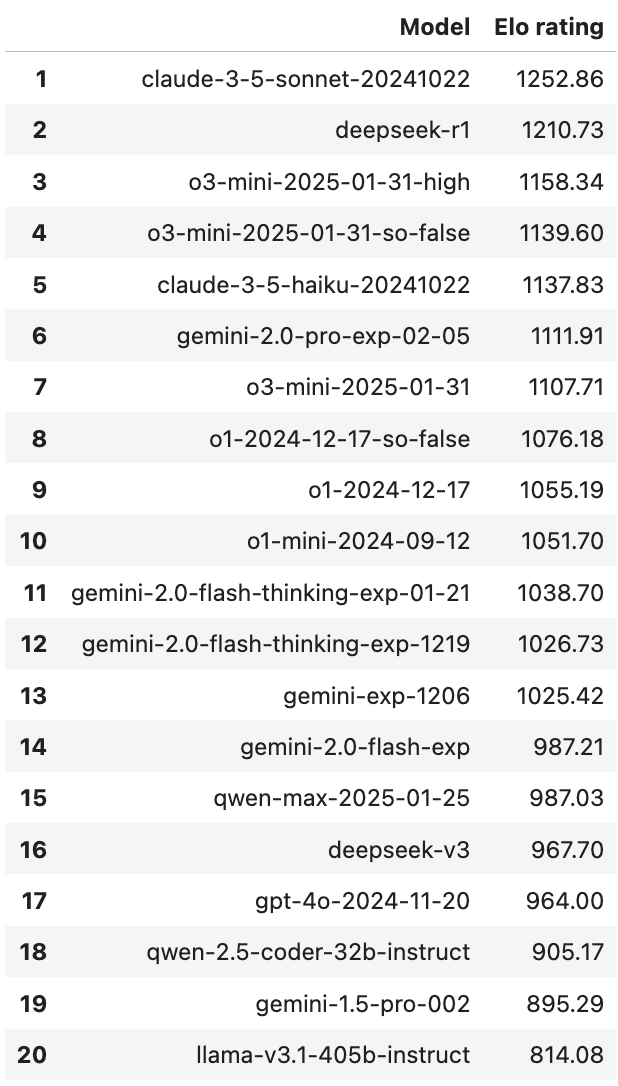 Model Elo rating
1 claude-3-5-sonnet-20241022 1252.86
2 deepseek-r1 1210.73
3 o3-mini-2025-01-31-high 1158.34
4 o3-mini-2025-01-31-so-false 1139.60
5 claude-3-5-haiku-20241022 1137.83
6 gemini-2.0-pro-exp-02-05 1111.91
7 o3-mini-2025-01-31 1107.71
8 o1-2024-12-17-so-false 1076.18
9 o1-2024-12-17 1055.19
10 o1-mini-2024-09-12 1051.70
11 gemini-2.0-flash-thinking-exp-01-21 1038.70
12 gemini-2.0-flash-thinking-exp-1219 1026.73
13 gemini-exp-1206 1025.42
14 gemini-2.0-flash-exp 987.21
15 qwen-max-2025-01-25 987.03
16 deepseek-v3 967.70
17 gpt-4o-2024-11-20 964.00
18 qwen-2.5-coder-32b-instruct 905.17
19 gemini-1.5-pro-002 895.29
20 llama-v3.1-405b-instruct 814.08